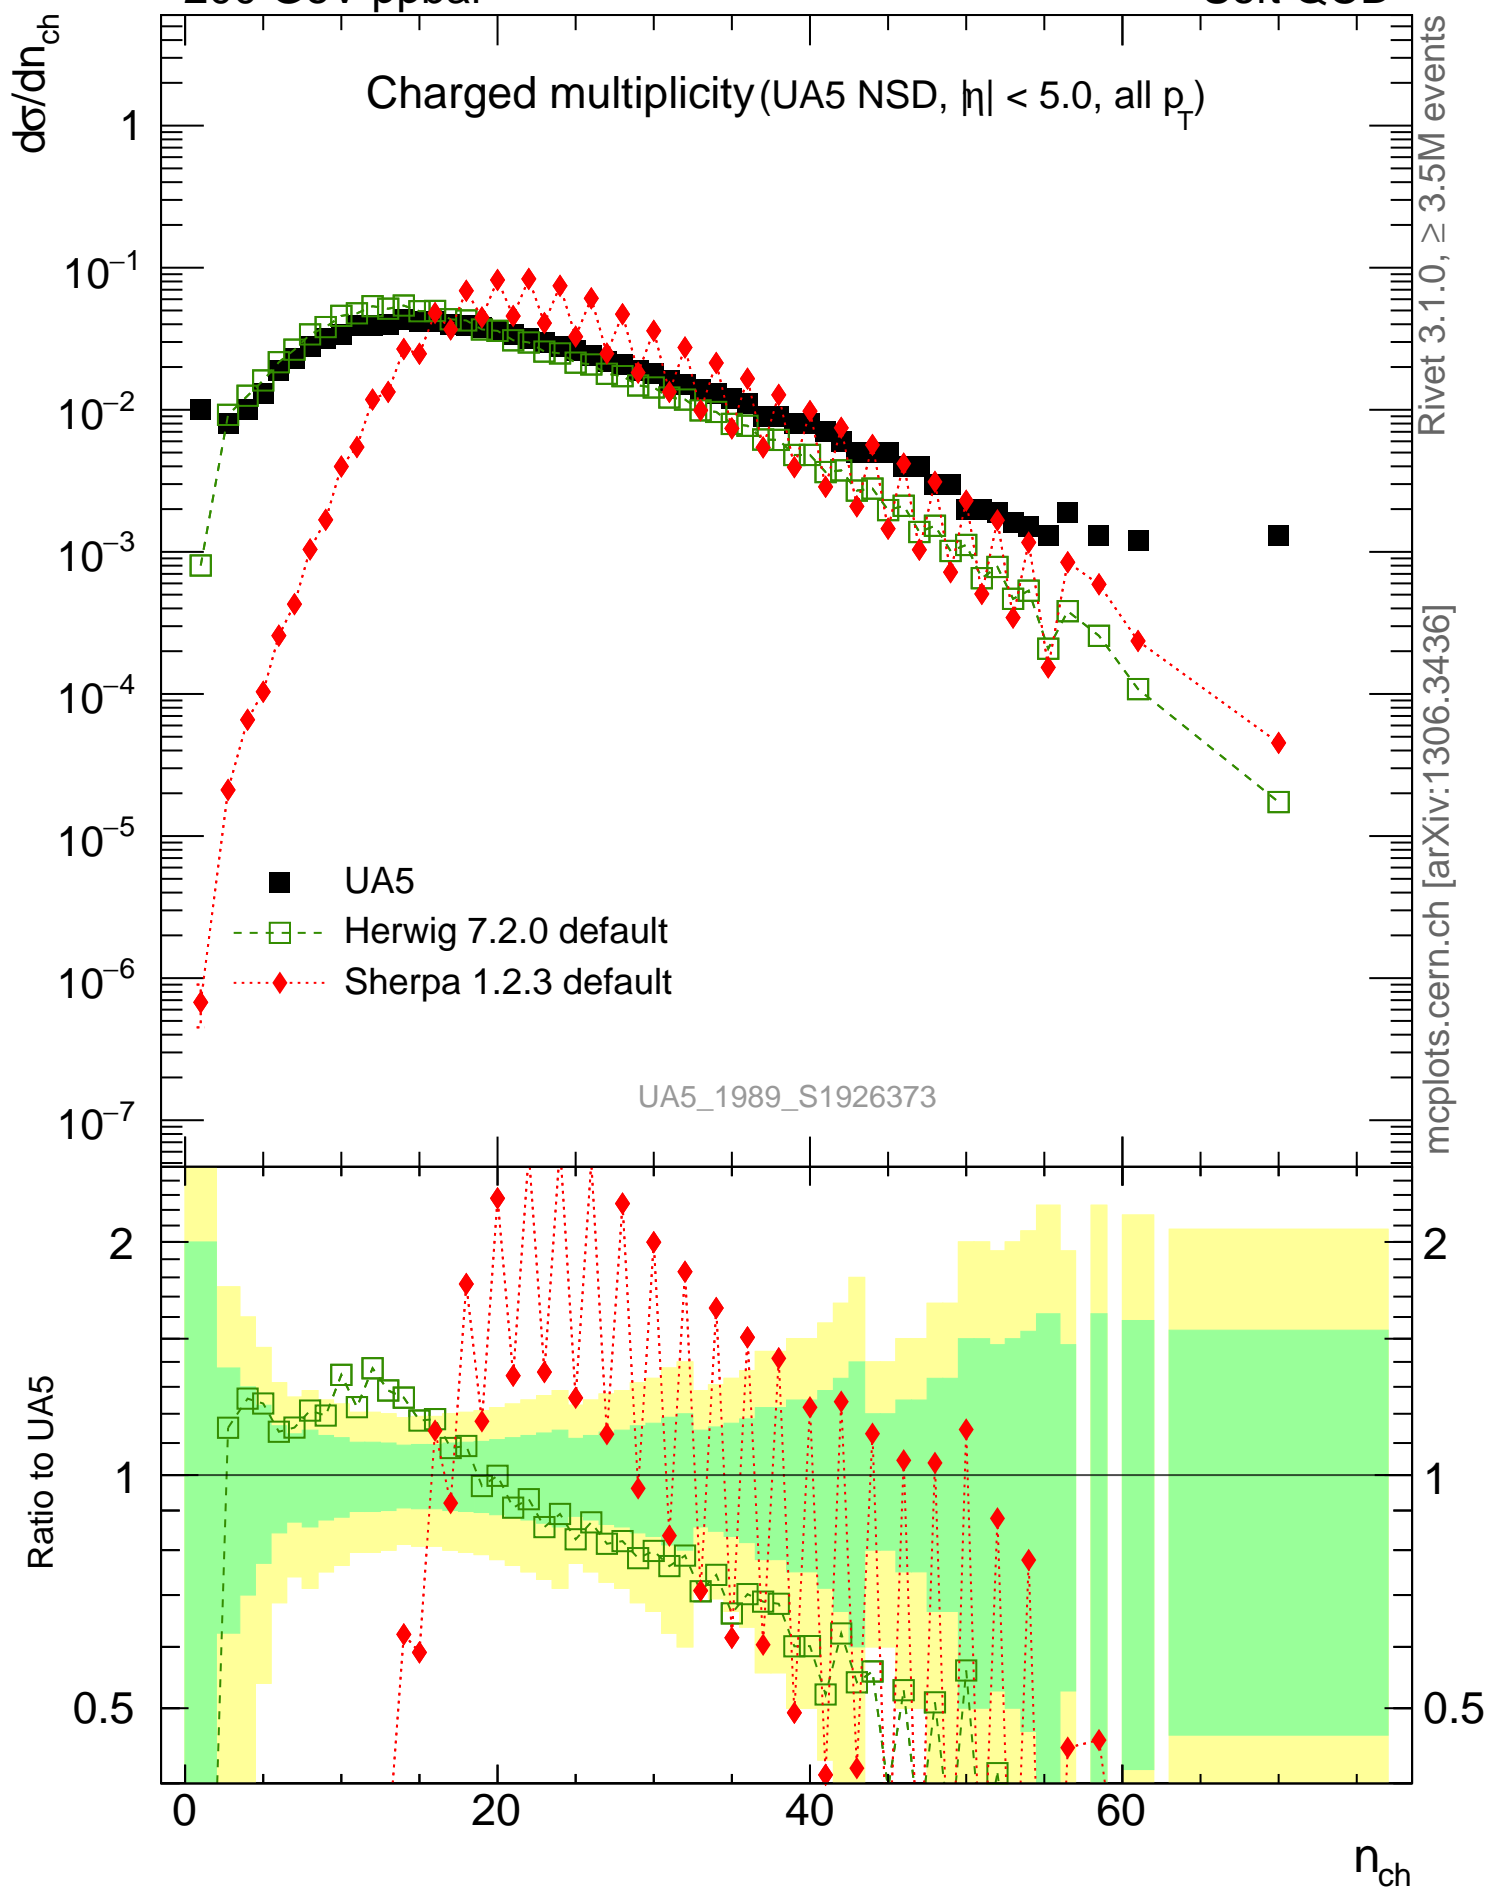 dσ/dn_ch
Charged multiplicity (UA5 NSD, |η| < 5.0, all p_T)
1
10⁻¹
10⁻²
10⁻³
10⁻⁴
10⁻⁵
10⁻⁶
10⁻⁷
UA5
Herwig 7.2.0 default
Sherpa 1.2.3 default
UA5_1989_S1926373
Rivet 3.1.0, ≥ 3.5M events
mcplots.cern.ch [arXiv:1306.3436]
Ratio to UA5
2
1
0.5
2
1
0.5
0 20 40 60
n_ch